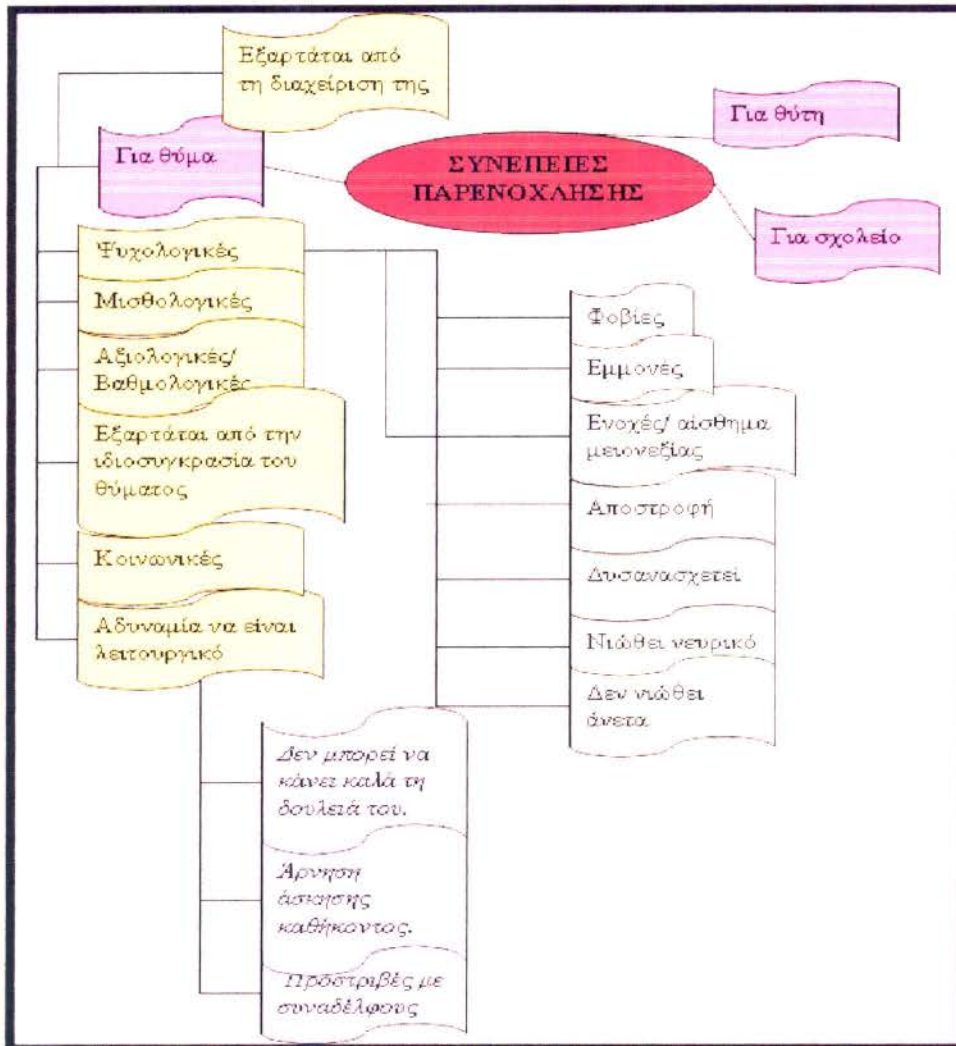 Εξαρτάται από
τη διαχείριση της
Για θύμα
ΣΥΝΕΠΕΙΕΣ
ΠΑΡΕΝΟΧΛΗΣΗΣ
Για θύτη
Για σχολείο
Ψυχολογικές
Μισθολογικές
Αξιολογικές/
Βαθμολογικές
Εξαρτάται από την
ιδιοσυγκρασία του
θύματος
Κοινωνικές
Αδυναμία να είναι
λειτουργικό
Φοβίες
Εμμονές
Ενοχές/ αίσθημα
μειονεξίας
Αποστροφή
Δυσανασχετεί
Νιώθει νευρικό
Δεν νιώθει
άνετα
Δεν μπορεί να
κάνει καλά τη
δουλειά του.
Άρνηση
άσκησης
καθήκοντος.
Προστριβές με
συναδέλφους